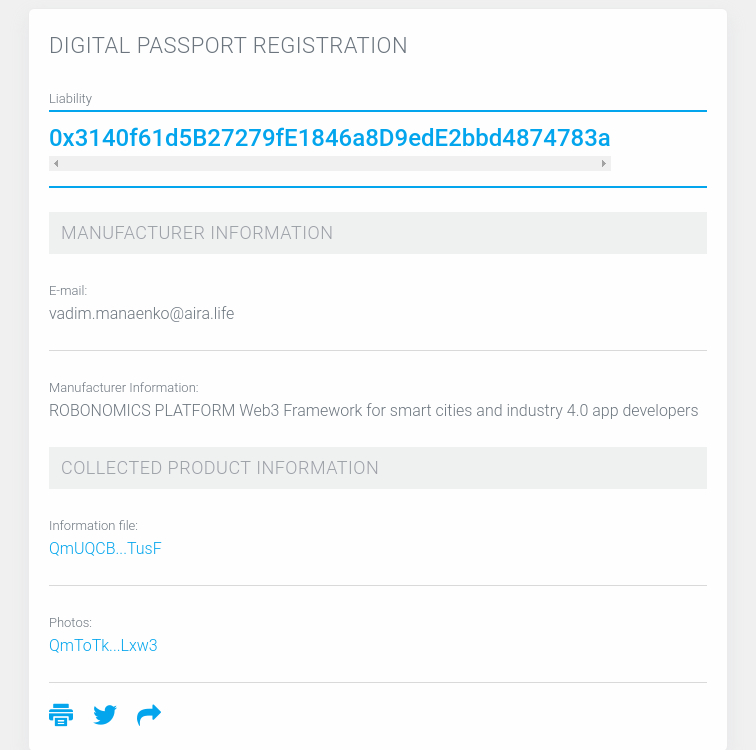 DIGITAL PASSPORT REGISTRATION
Liability
0x3140f61d5B27279fE1846a8D9edE2bbd4874783a
MANUFACTURER INFORMATION
E-mail:
vadim.manaenko@aira.life
Manufacturer Information:
ROBONOMICS PLATFORM Web3 Framework for smart cities and industry 4.0 app developers
COLLECTED PRODUCT INFORMATION
Information file:
QmUQCB...TusF
Photos:
QmToTk...Lxw3